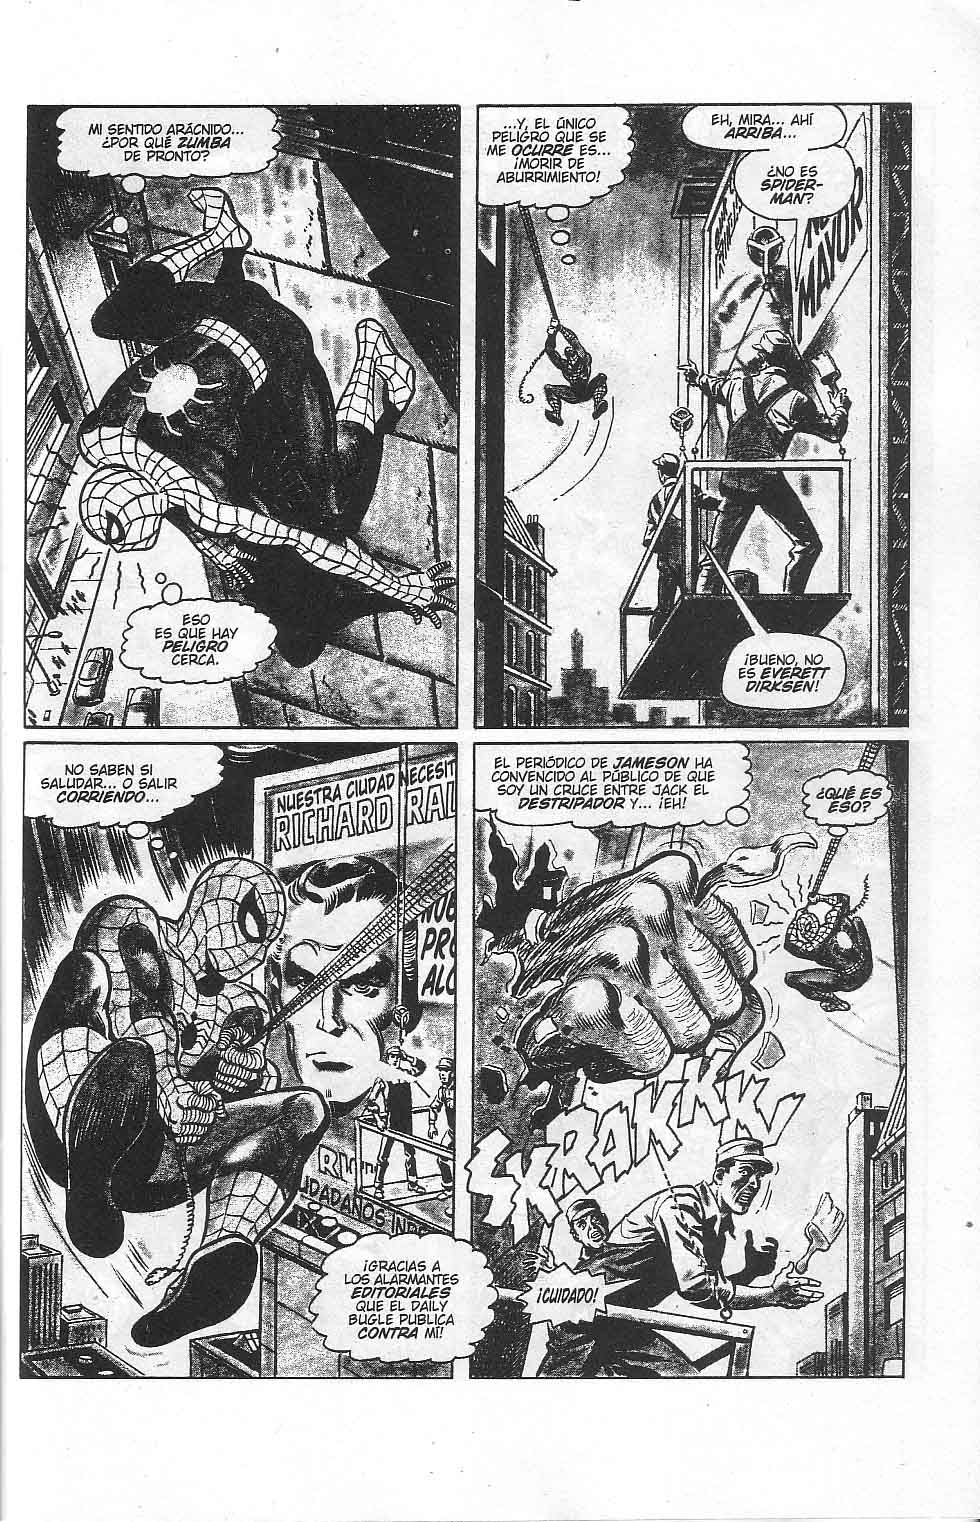 MI SENTIDO ARÁCNIDO...
¿POR QUÉ ZUMBA
DE PRONTO?
ESO
ES QUE HAY
PELIGRO
CERCA.
...Y, EL ÚNICO
PELIGRO QUE SE
ME OCURRE ES...
¡MORIR DE
ABURRIMIENTO!
EH, MIRA... AHÍ
ARRIBA...
¿NO ES
SPIDER-
MAN?
MAYOR
¡BUENO, NO
ES EVERETT
DIRKSEN!
NO SABEN SI
SALUDAR... O SALIR
CORRIENDO...
NUESTRA CIUDAD NECESIT
RICHARD RAL
PRO
ALC
¡GRACIAS A
LOS ALARMANTES
EDITORIALES
QUE EL DAILY
BUGLE PUBLICA
CONTRA MÍ!
EL PERIÓDICO DE JAMESON HA
CONVENCIDO AL PÚBLICO DE QUE
SOY UN CRUCE ENTRE JACK EL
DESTRIPADOR Y... ¡EH!
¿QUÉ ES
ESO?
SKRAKKKK!
¡CUIDADO!